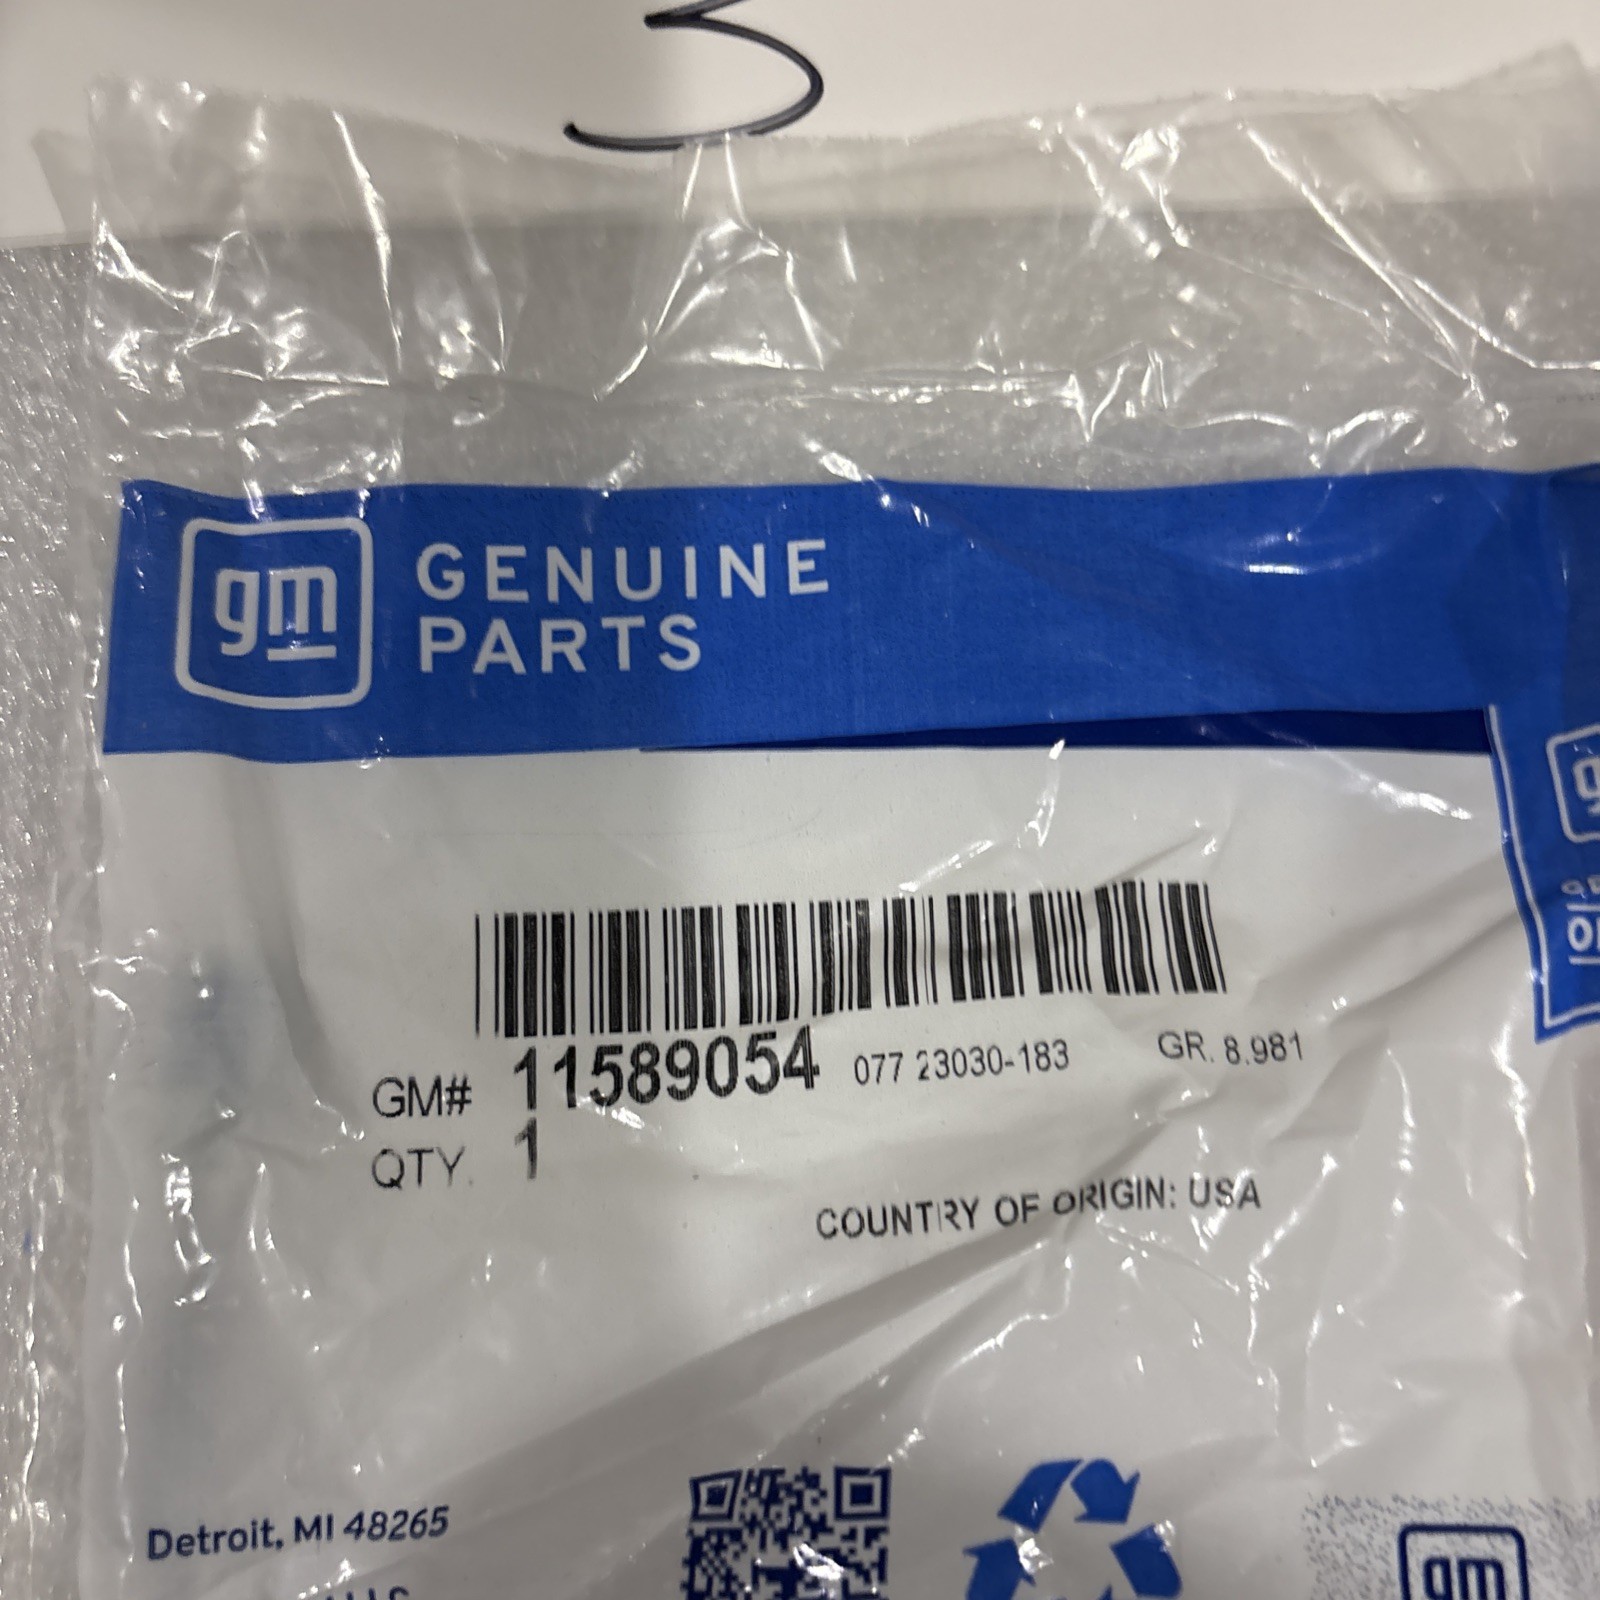 gm GENUINE
PARTS
GM# 11589054 077 23030-183 GR. 8.981
QTY. 1
COUNTRY OF ORIGIN: USA
Detroit, MI 48265
gm